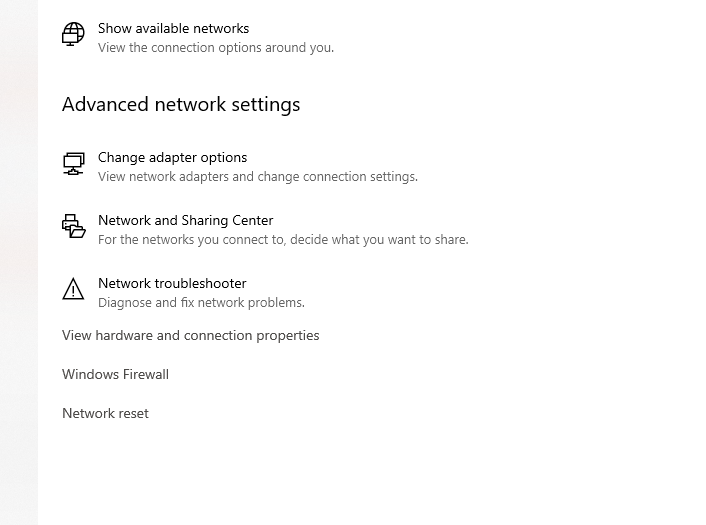 Show available networks
View the connection options around you.
Advanced network settings
Change adapter options
View network adapters and change connection settings.
Network and Sharing Center
For the networks you connect to, decide what you want to share.
Network troubleshooter
Diagnose and fix network problems.
View hardware and connection properties
Windows Firewall
Network reset